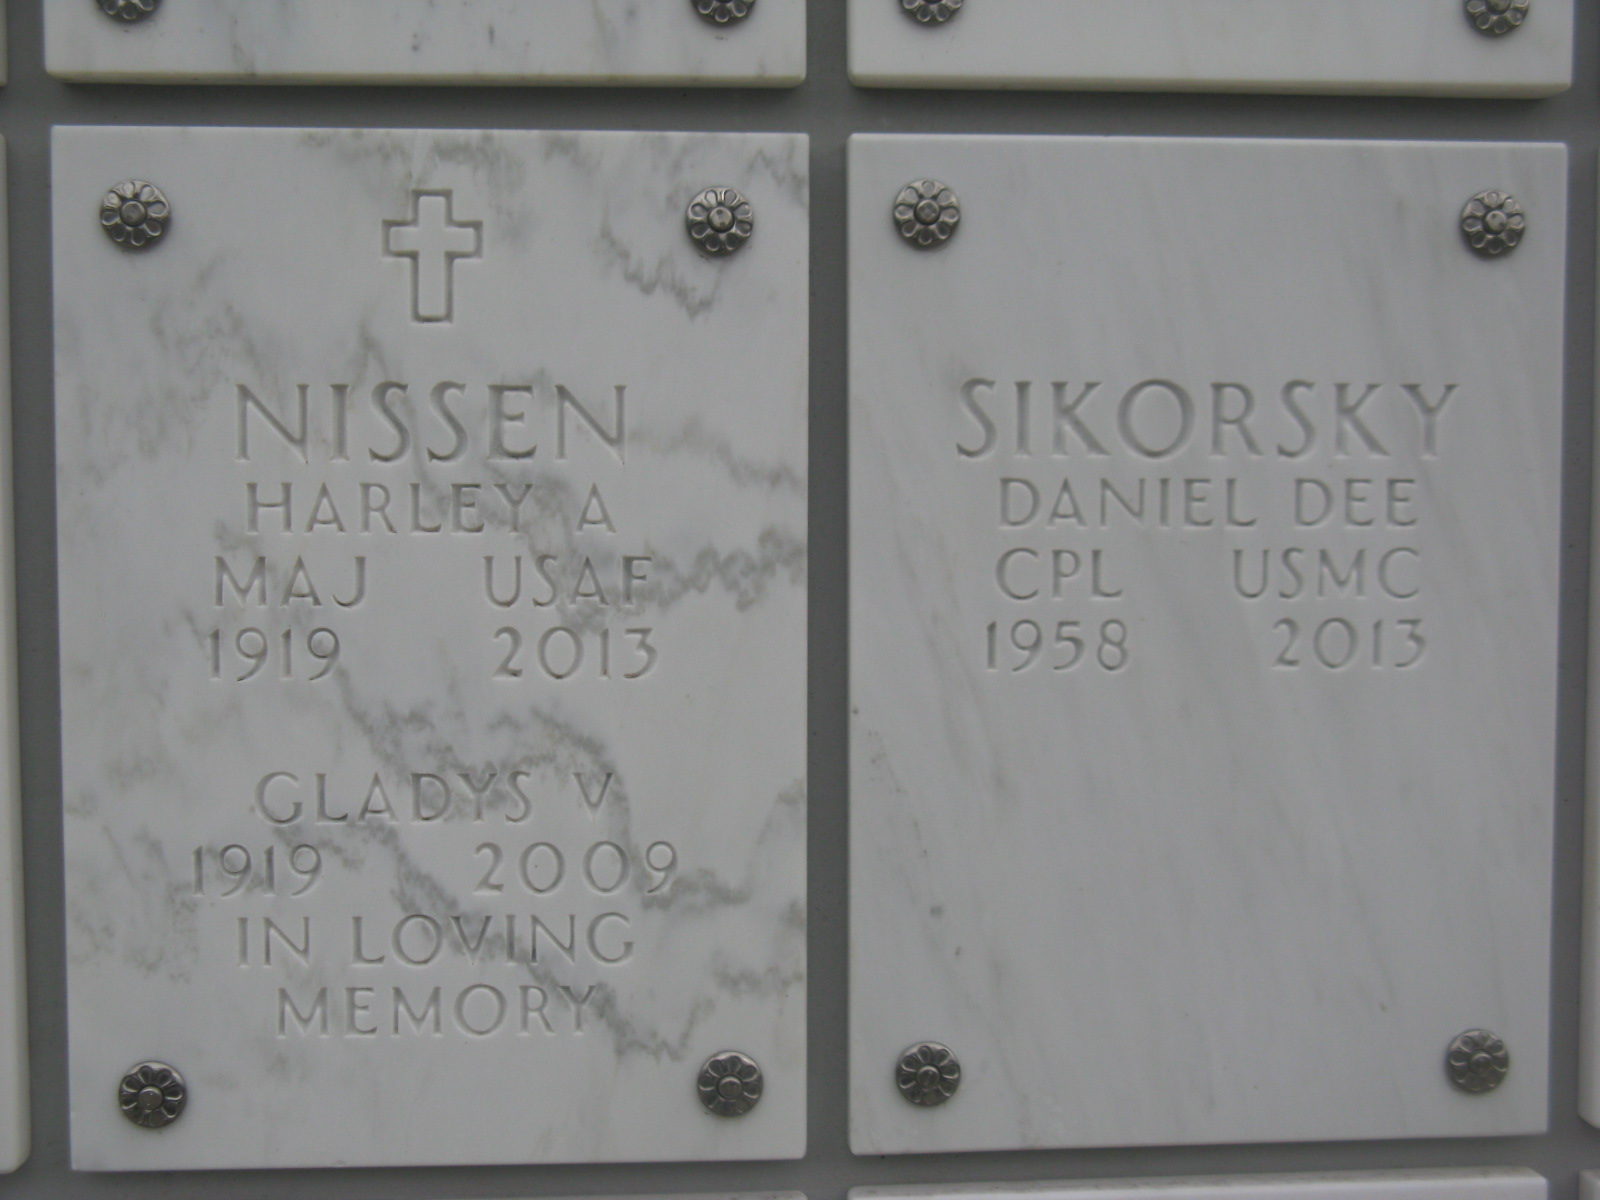 NISSEN
HARLEY A
MAJ USAF
1919 2013
GLADYS V
1919 2009
IN LOVING
MEMORY
SIKORSKY
DANIEL DEE
CPL USMC
1958 2013